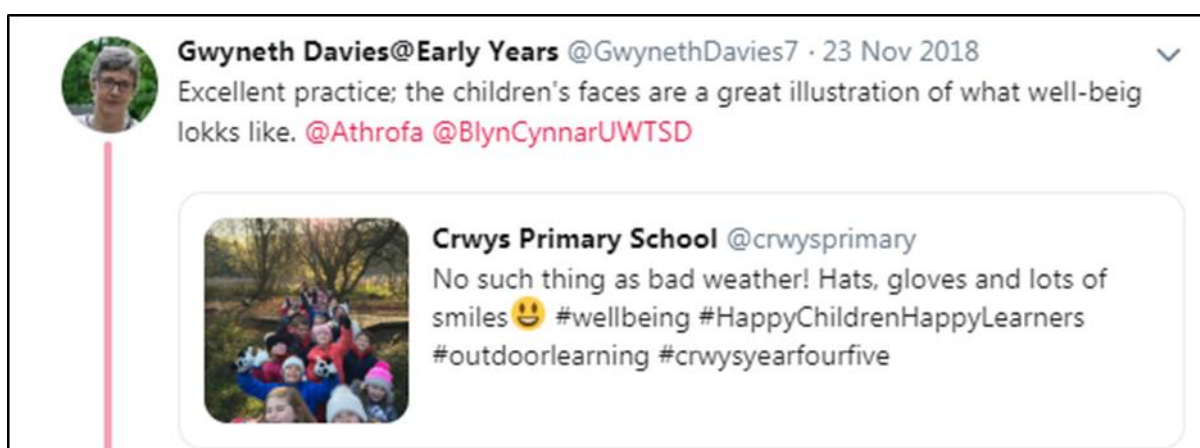 Gwyneth Davies@Early Years @GwynethDavies7 · 23 Nov 2018
Excellent practice; the children's faces are a great illustration of what well-beig
lokks like. @Athrofa @BlynCynnarUWTSD
Crwys Primary School @crwysprimary
No such thing as bad weather! Hats, gloves and lots of
smiles😃 #wellbeing #HappyChildrenHappyLearners
#outdoorlearning #crwysyearfourfive